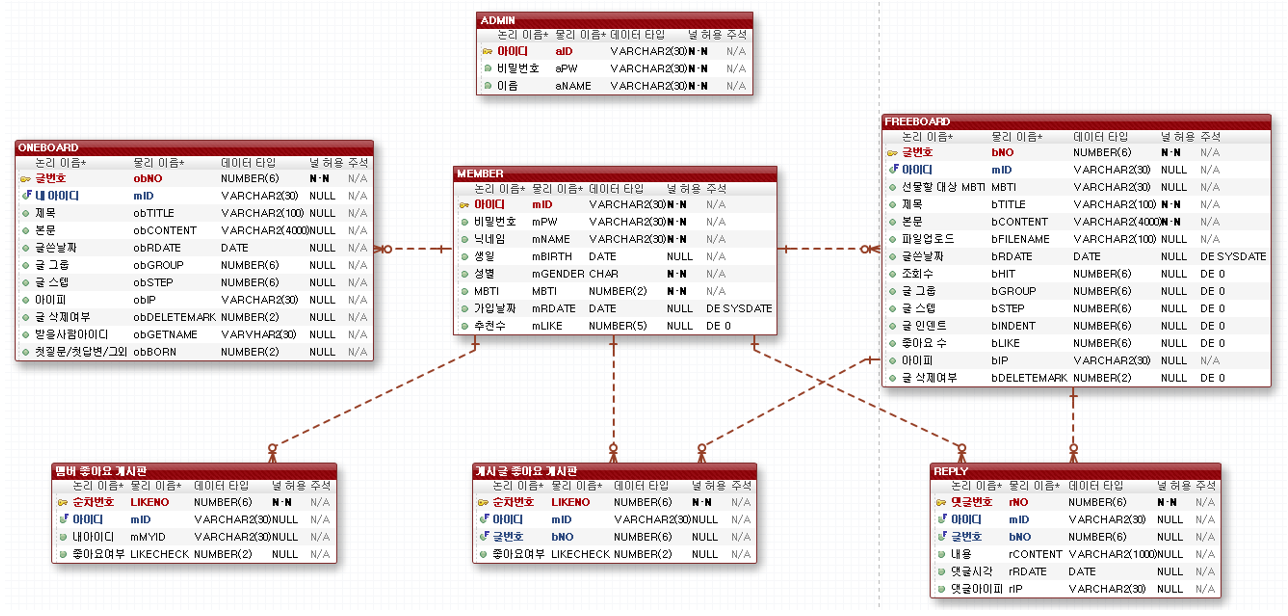 ADMIN
논리 이름* 물리 이름* 데이터 타입 널 허용 주석
아이디 aID VARCHAR2(30) N-N N/A
비밀번호 aPW VARCHAR2(30) N-N N/A
이름 aNAME VARCHAR2(30) N-N N/A
ONEBOARD
논리 이름* 물리 이름* 데이터 타입 널 허용 주석
글번호 obNO NUMBER(6) N-N N/A
내 아이디 mID VARCHAR2(30) NULL N/A
제목 obTITLE VARCHAR2(100) NULL N/A
본문 obCONTENT VARCHAR2(4000) NULL N/A
글쓴날짜 obRDATE DATE NULL N/A
글 그룹 obGROUP NUMBER(6) NULL N/A
글 스텝 obSTEP NUMBER(6) NULL N/A
아이피 obIP VARCHAR2(30) NULL N/A
글 삭제여부 obDELETEMARK NUMBER(2) NULL N/A
받을사람아이디 obGETNAME VARVHAR2(30) NULL N/A
첫질문/첫답변/그외 obBORN NUMBER(2) NULL N/A
MEMBER
논리 이름* 물리 이름* 데이터 타입 널 허용 주석
아이디 mID VARCHAR2(30) N-N N/A
비밀번호 mPW VARCHAR2(30) N-N N/A
닉네임 mNAME VARCHAR2(30) N-N N/A
생일 mBIRTH DATE NULL N/A
성별 mGENDER CHAR N-N N/A
MBTI MBTI NUMBER(2) N-N N/A
가입날짜 mRDATE DATE NULL DE SYSDATE
추천수 mLIKE NUMBER(5) NULL DE 0
FREEBOARD
논리 이름* 물리 이름* 데이터 타입 널 허용 주석
글번호 bNO NUMBER(6) N-N N/A
아이디 mID VARCHAR2(30) NULL N/A
선물할 대상 MBTI MBTI VARCHAR2(30) NULL N/A
제목 bTITLE VARCHAR2(100) N-N N/A
본문 bCONTENT VARCHAR2(4000) N-N N/A
파일업로드 bFILENAME VARCHAR2(100) NULL N/A
글쓴날짜 bRDATE DATE NULL DE SYSDATE
조회수 bHIT NUMBER(6) NULL DE 0
글 그룹 bGROUP NUMBER(6) NULL DE 0
글 스텝 bSTEP NUMBER(6) NULL DE 0
글 인덴트 bINDENT NUMBER(6) NULL DE 0
좋아요 수 bLIKE NUMBER(6) NULL DE 0
아이피 bIP VARCHAR2(30) NULL N/A
글 삭제여부 bDELETEMARK NUMBER(2) NULL DE 0
멤버 좋아요 게시판
논리 이름* 물리 이름* 데이터 타입 널 허용 주석
순차번호 LIKENO NUMBER(6) N-N N/A
아이디 mID VARCHAR2(30) NULL N/A
내아이디 mMYID VARCHAR2(30) NULL N/A
좋아요여부 LIKECHECK NUMBER(2) NULL N/A
게시글 좋아요 게시판
논리 이름* 물리 이름* 데이터 타입 널 허용 주석
순차번호 LIKENO NUMBER(6) N-N N/A
아이디 mID VARCHAR2(30) NULL N/A
글번호 bNO NUMBER(6) NULL N/A
좋아요여부 LIKECHECK NUMBER(2) NULL N/A
REPLY
논리 이름* 물리 이름* 데이터 타입 널 허용 주석
댓글번호 rNO NUMBER(6) N-N N/A
아이디 mID VARCHAR2(30) NULL N/A
글번호 bNO NUMBER(6) NULL N/A
내용 rCONTENT VARCHAR2(1000) NULL N/A
댓글시각 rRDATE DATE NULL N/A
댓글아이피 rIP VARCHAR2(30) NULL N/A